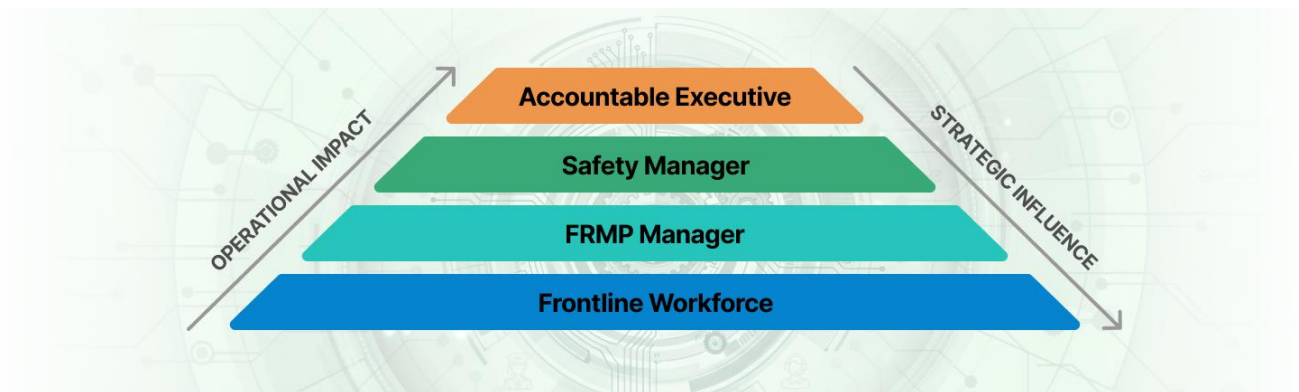 Accountable Executive
Safety Manager
FRMP Manager
Frontline Workforce
OPERATIONAL IMPACT
STRATEGIC INFLUENCE